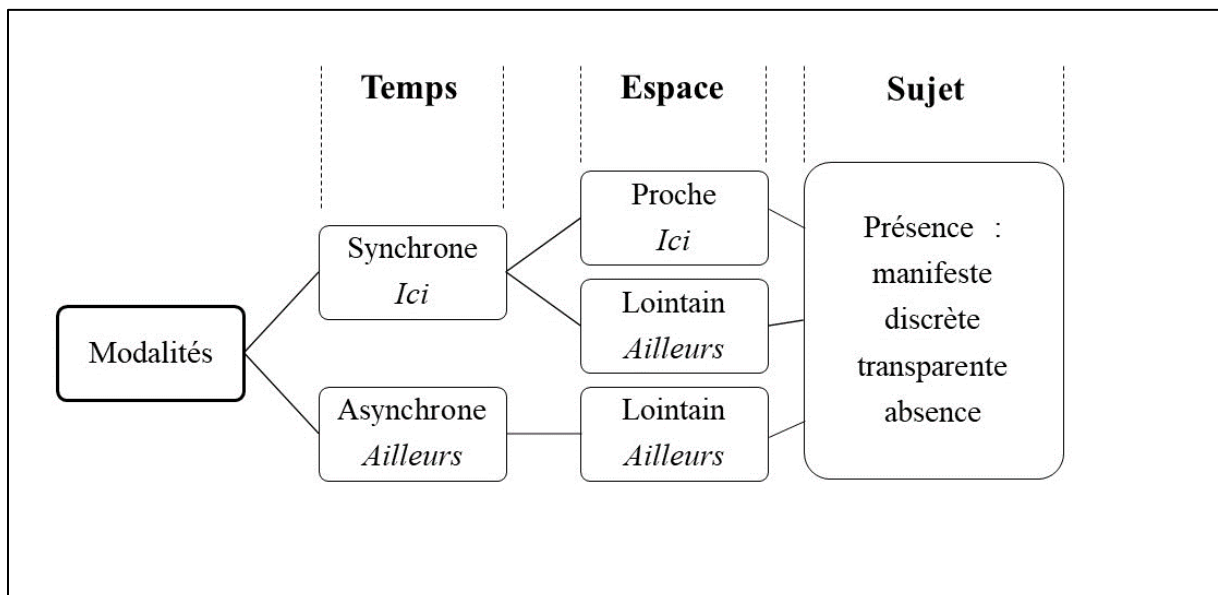 Temps
Espace
Sujet
Modalités
Synchrone
Ici
Asynchrone
Ailleurs
Proche
Ici
Lointain
Ailleurs
Lointain
Ailleurs
Présence :
manifeste
discrète
transparente
absence